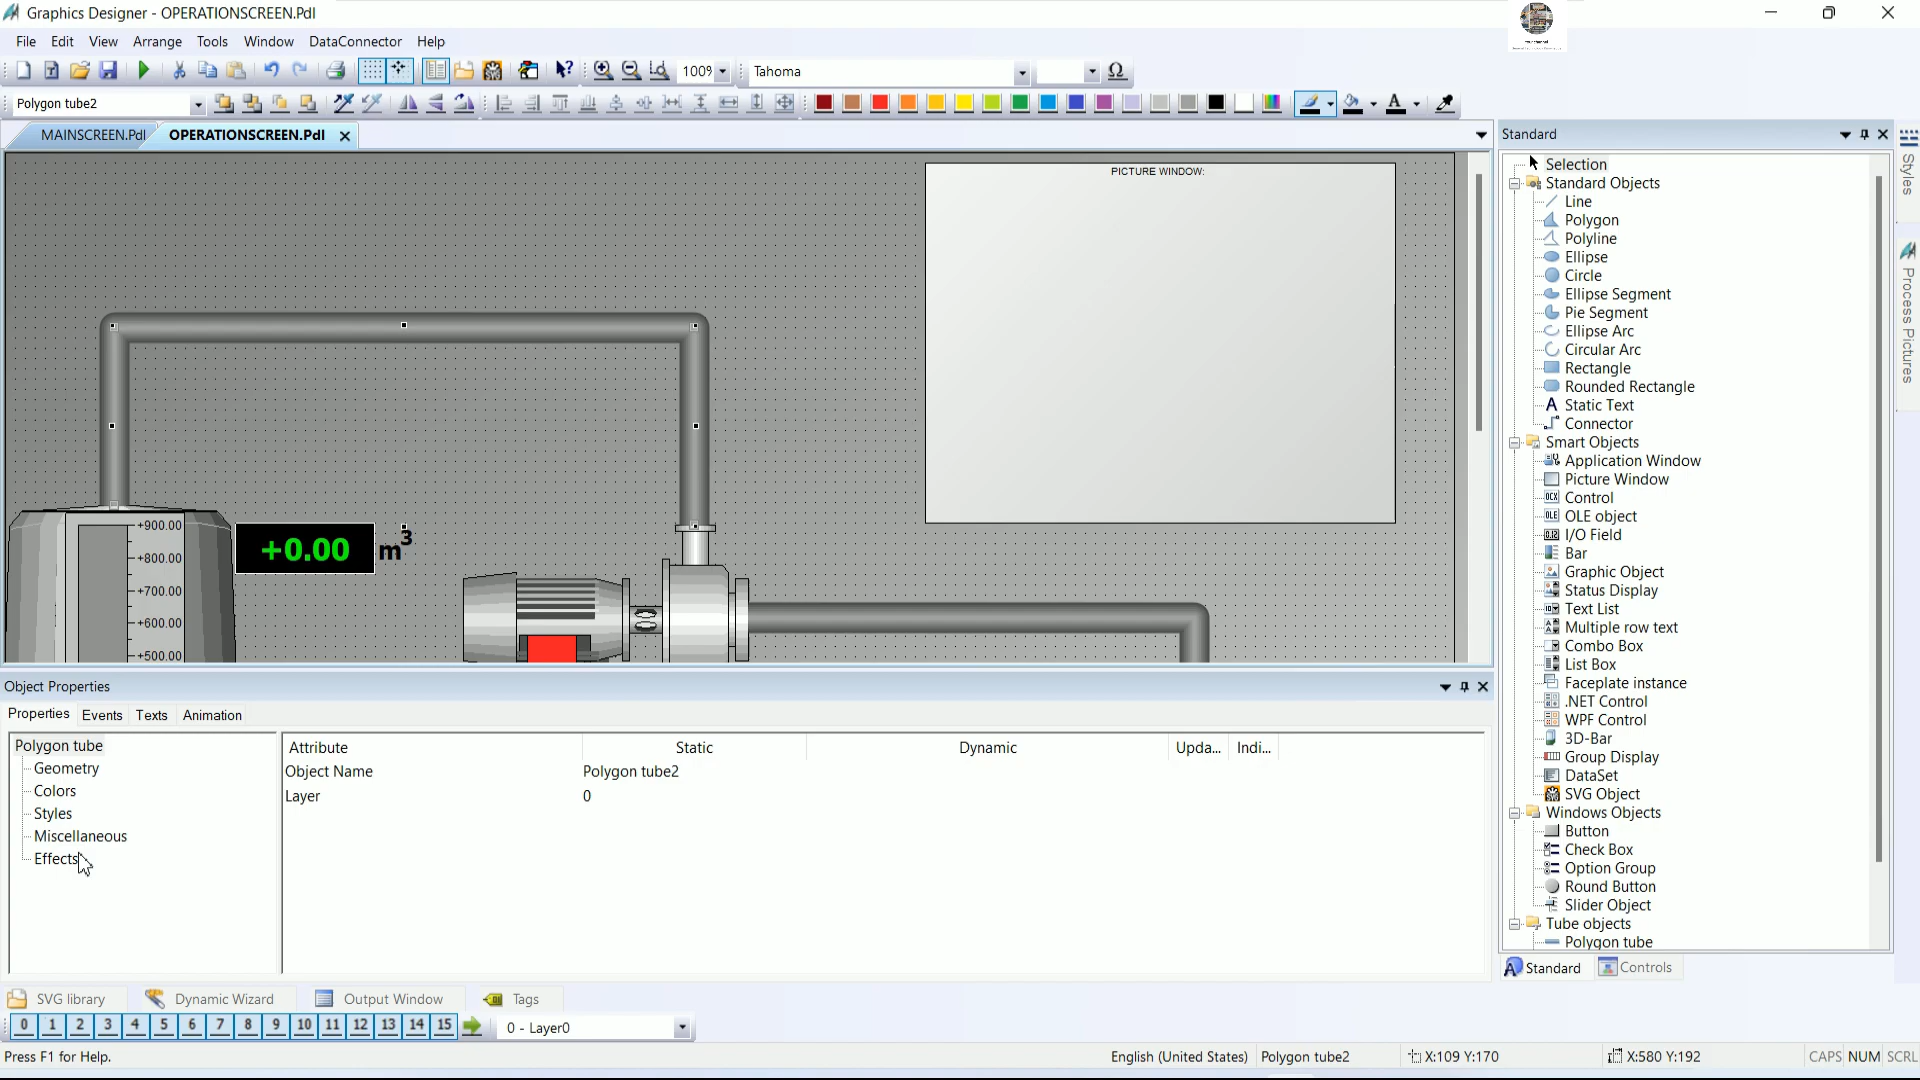 Graphics Designer - OPERATIONSCREEN.Pdl
File Edit View Arrange Tools Window DataConnector Help
100% Tahoma Ω
Polygon tube2
MAINSCREEN.Pdl OPERATIONSCREEN.Pdl
PICTURE WINDOW:
+900.00
+0.00 m3
+800.00
+700.00
+600.00
+500.00
Standard
Selection
Standard Objects
Line
Polygon
Polyline
Ellipse
Circle
Ellipse Segment
Pie Segment
Ellipse Arc
Circular Arc
Rectangle
Rounded Rectangle
A Static Text
Connector
Smart Objects
Application Window
Picture Window
OCX Control
OLE OLE object
0.12 I/O Field
Bar
Graphic Object
Status Display
Text List
Multiple row text
Combo Box
List Box
Faceplate instance
.NET Control
WPF Control
3D-Bar
Group Display
DataSet
SVG Object
Windows Objects
Button
Check Box
Option Group
Round Button
Slider Object
Tube objects
Polygon tube
Standard Controls
Styles
Process Pictures
Object Properties
Properties Events Texts Animation
Polygon tube
Geometry
Colors
Styles
Miscellaneous
Effects
Attribute Static Dynamic Upda... Indi...
Object Name Polygon tube2
Layer 0
SVG library Dynamic Wizard Output Window Tags
0 1 2 3 4 5 6 7 8 9 10 11 12 13 14 15 0 - Layer0
Press F1 for Help. English (United States) Polygon tube2 X:109 Y:170 X:580 Y:192 CAPS NUM SCRL